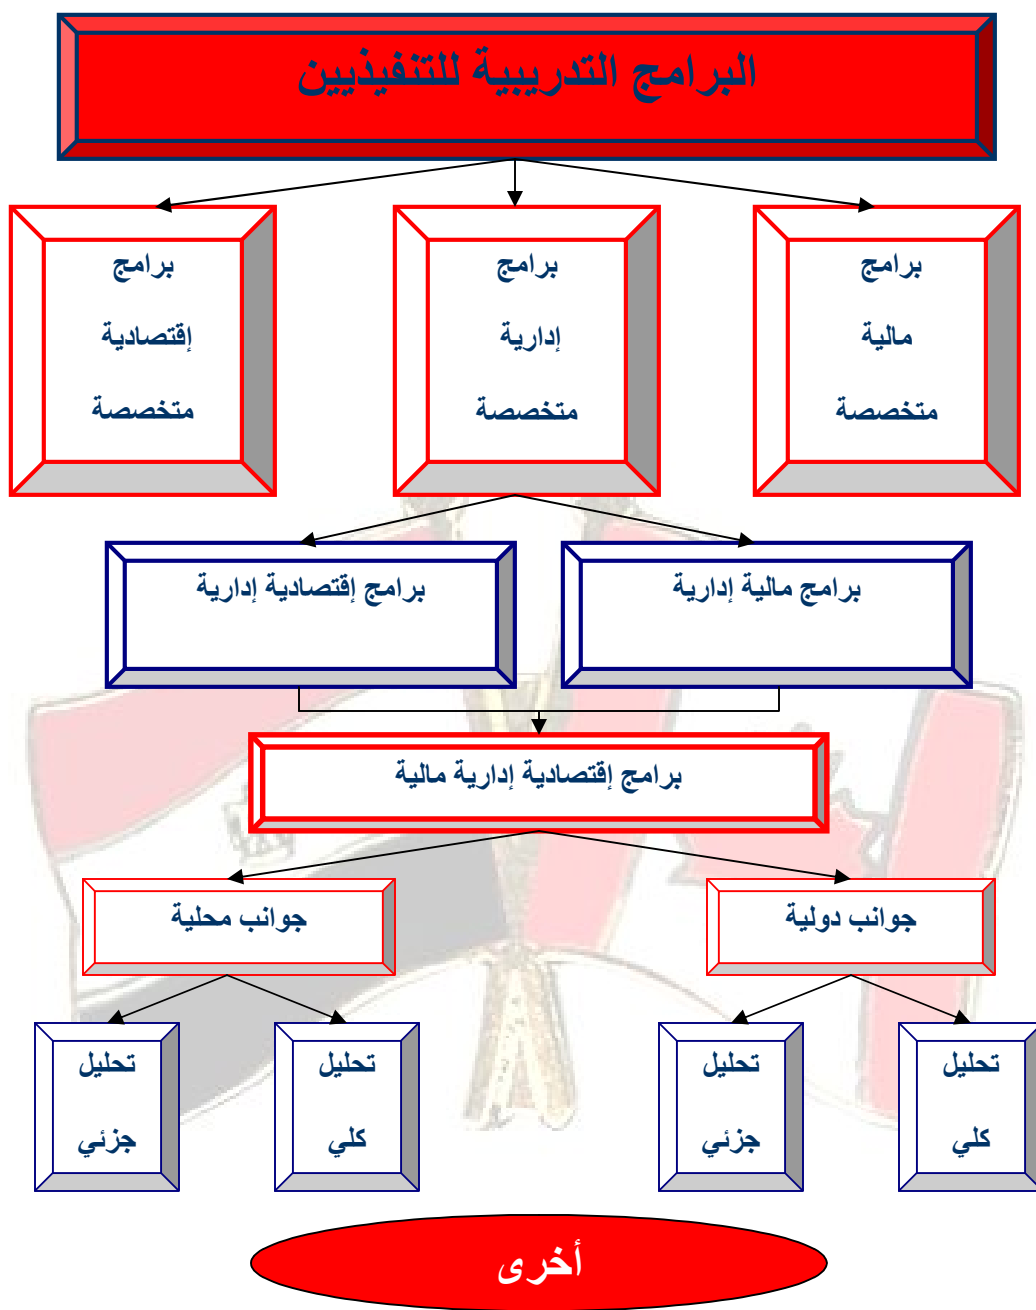 البرامج التدريبية للتنفيذيين
برامج
مالية
متخصصة
برامج
إدارية
متخصصة
برامج
إقتصادية
متخصصة
برامج مالية إدارية
برامج إقتصادية إدارية
برامج إقتصادية إدارية مالية
جوانب دولية
جوانب محلية
تحليل
كلي
تحليل
جزئي
تحليل
كلي
تحليل
جزئي
أخرى